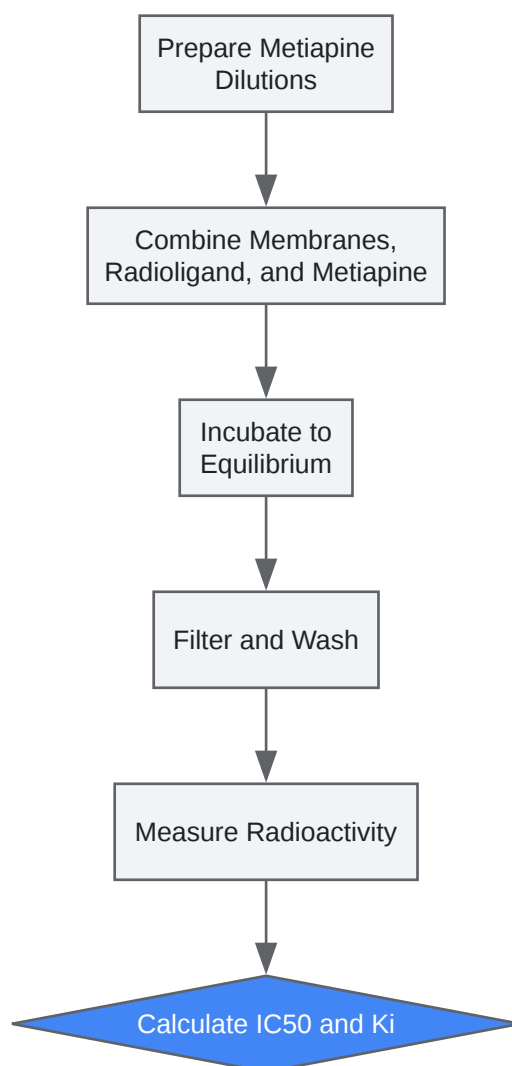 Prepare Metiapine
Dilutions
Combine Membranes,
Radioligand, and Metiapine
Incubate to
Equilibrium
Filter and Wash
Measure Radioactivity
Calculate IC50 and Ki